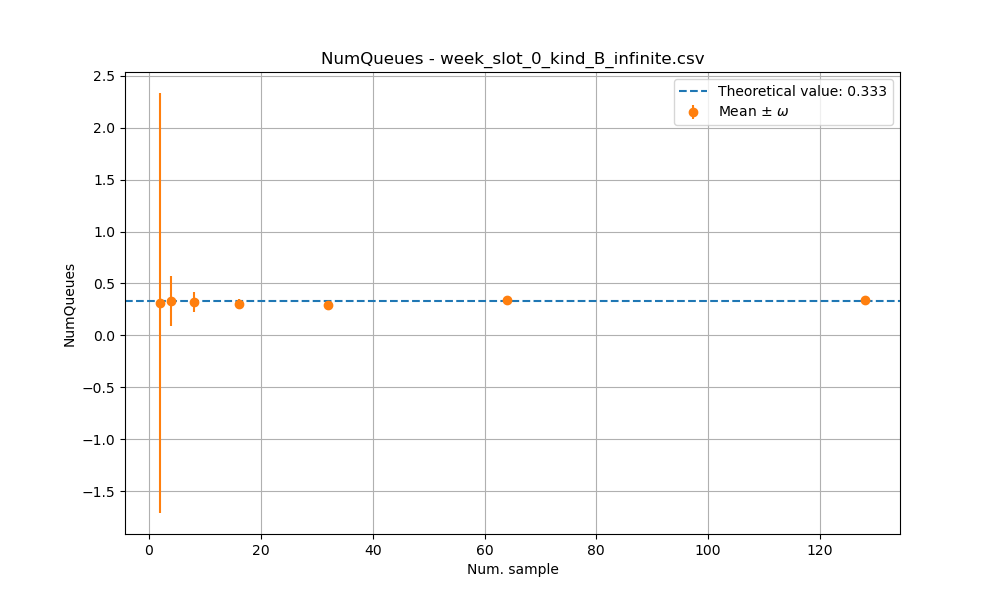 NumQueues - week_slot_0_kind_B_infinite.csv
Theoretical value: 0.333
Mean ± ω
NumQueues
2.5
2.0
1.5
1.0
0.5
0.0
−0.5
−1.0
−1.5
0 20 40 60 80 100 120
Num. sample